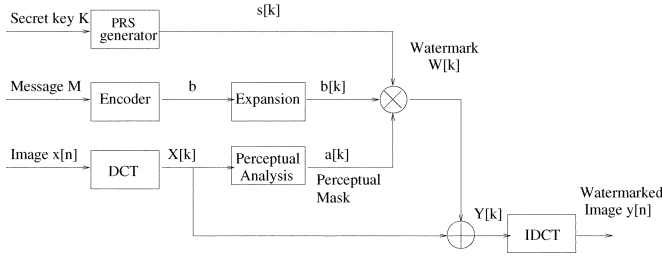 Secret key K
PRS
generator
s[k]
Watermark
W[k]
Message M
Encoder
b
Expansion
b[k]
Image x[n]
DCT
X[k]
Perceptual
Analysis
a[k]
Perceptual
Mask
Y[k]
IDCT
Watermarked
Image y[n]